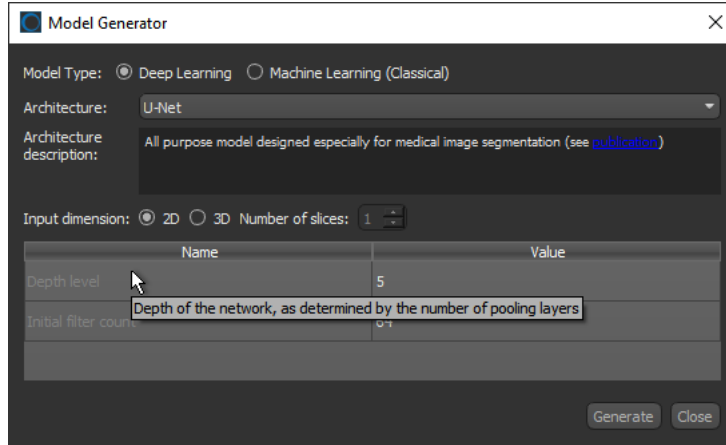 Model Generator
Model Type: Deep Learning Machine Learning (Classical)
Architecture: U-Net
Architecture description: All purpose model designed especially for medical image segmentation (see publication)
Input dimension: 2D 3D Number of slices: 1
Name Value
Depth level 5
Depth of the network, as determined by the number of pooling layers
Initial filter count 64
Generate Close